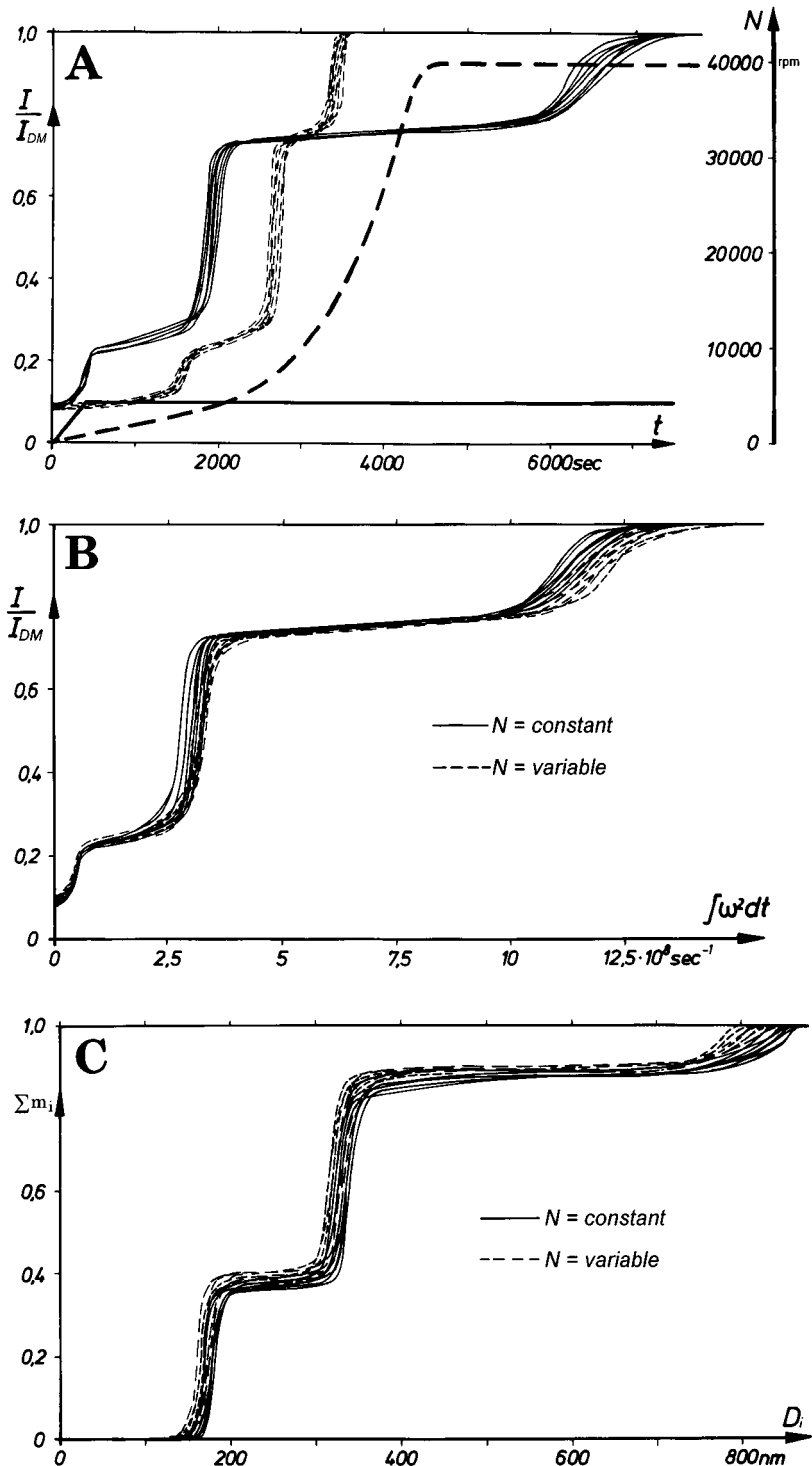 A
I
I_DM
1,0
0,6
0,4
0,2
0
0
2000
4000
6000sec
t
N
40000 rpm
30000
20000
10000
0
B
I
I_DM
1,0
0,6
0,4
0,2
0
N = constant
N = variable
∫ω²dt
0
2,5
5
7,5
10
12,5·10⁸sec⁻¹
C
1,0
Σm_i
0,6
0,4
0,2
0
N = constant
N = variable
D_i
0
200
400
600
800nm